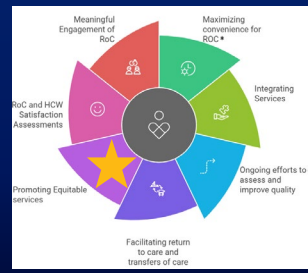 Meaningful
Engagement of
RoC
Maximizing
convenience for
ROC*
Integrating
Services
Ongoing efforts to
assess and
improve quality
Facilitating return
to care and
transfers of care
Promoting Equitable
services
RoC and HCW
Satisfaction
Assessments